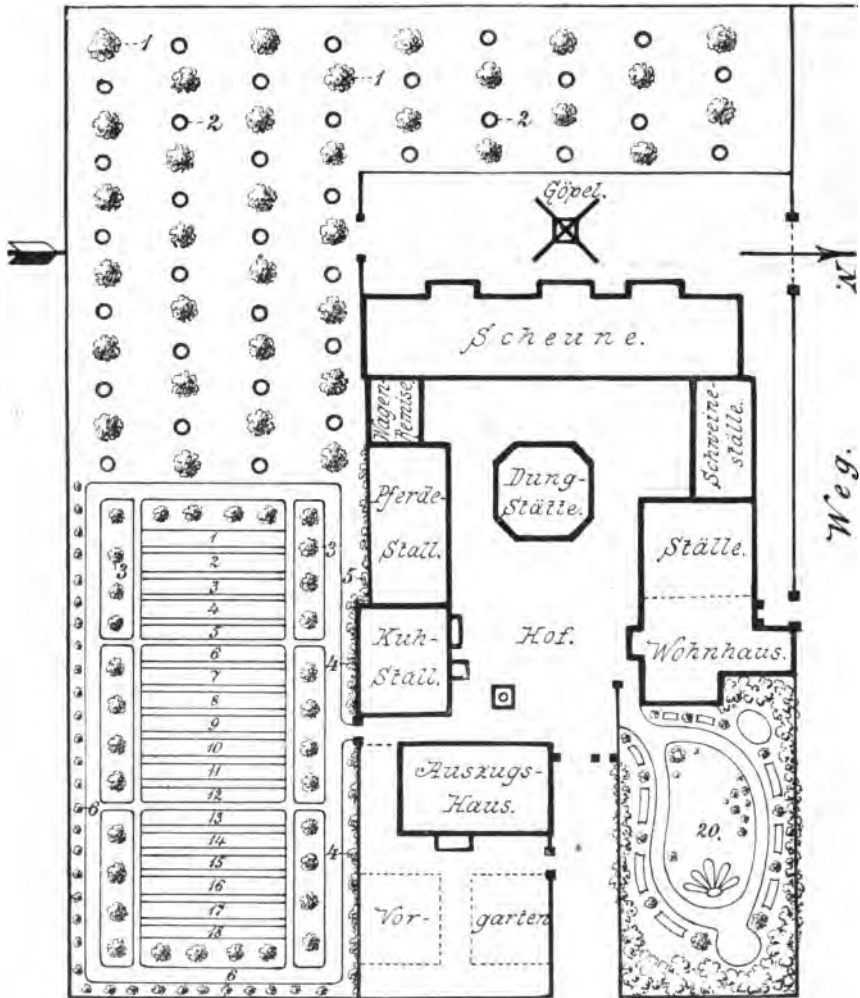 1
1
2
2
Göpel.
N.
Scheune.
Wagen
Remise.
Schweine-
ställe.
Weg.
Pferde-
Stall.
Dung-
Ställe.
Ställe.
3
3
5
1
2
3
4
5
Kuh-
Stall.
Hof.
Wohnhaus.
4
6
7
8
9
10
11
12
Auszugs-
Haus.
20.
6
13
14
15
16
17
18
4
Vor-
garten
6